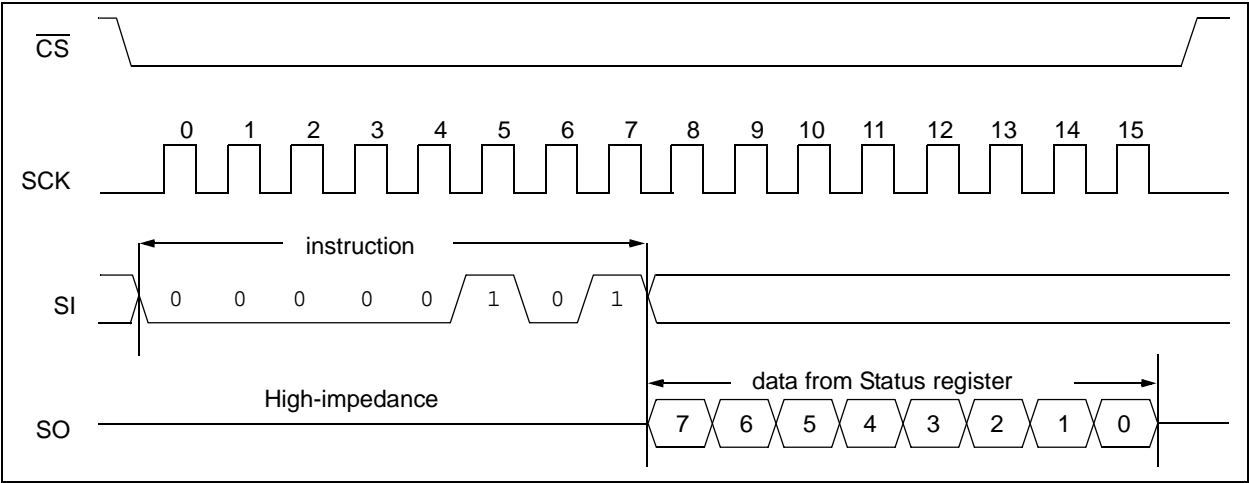 CS
0 1 2 3 4 5 6 7 8 9 10 11 12 13 14 15
SCK
instruction
SI 0 0 0 0 0 1 0 1
data from Status register
High-impedance
SO 7 6 5 4 3 2 1 0